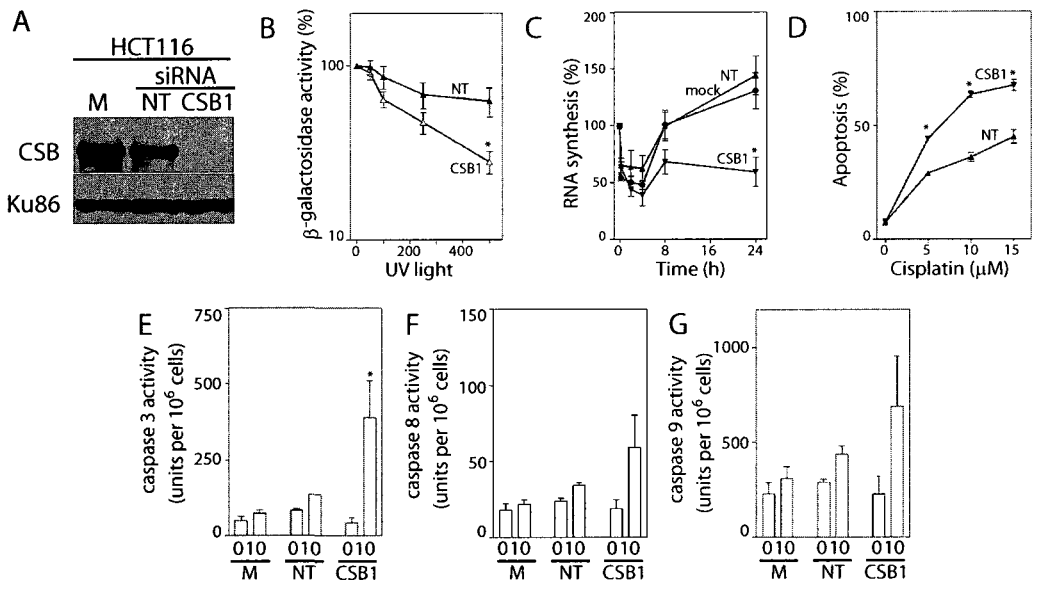 A
HCT116
siRNA
M NT CSB1
CSB
Ku86
B
β-galactosidase activity (%)
100
10
NT
CSB1
*
0 200 400
UV light
C
RNA synthesis (%)
200
150
100
50
0
NT
mock
CSB1
*
0 8 16 24
Time (h)
D
Apoptosis (%)
100
50
0
CSB1
* * *
NT
0 5 10 15
Cisplatin (μM)
E
caspase 3 activity
(units per 10⁶ cells)
750
500
250
0
*
0 10 0 10 0 10
M NT CSB1
F
caspase 8 activity
(units per 10⁶ cells)
150
100
50
0
0 10 0 10 0 10
M NT CSB1
G
caspase 9 activity
(units per 10⁶ cells)
1000
500
0
0 10 0 10 0 10
M NT CSB1